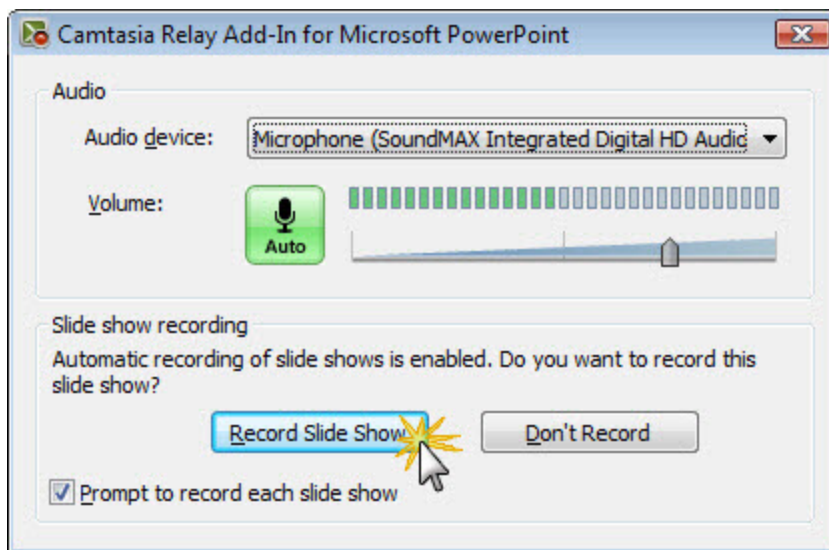 Camtasia Relay Add-In for Microsoft PowerPoint
Audio
Audio device:
Microphone (SoundMAX Integrated Digital HD Audio
Volume:
Auto
Slide show recording
Automatic recording of slide shows is enabled. Do you want to record this
slide show?
Record Slide Show
Don't Record
Prompt to record each slide show